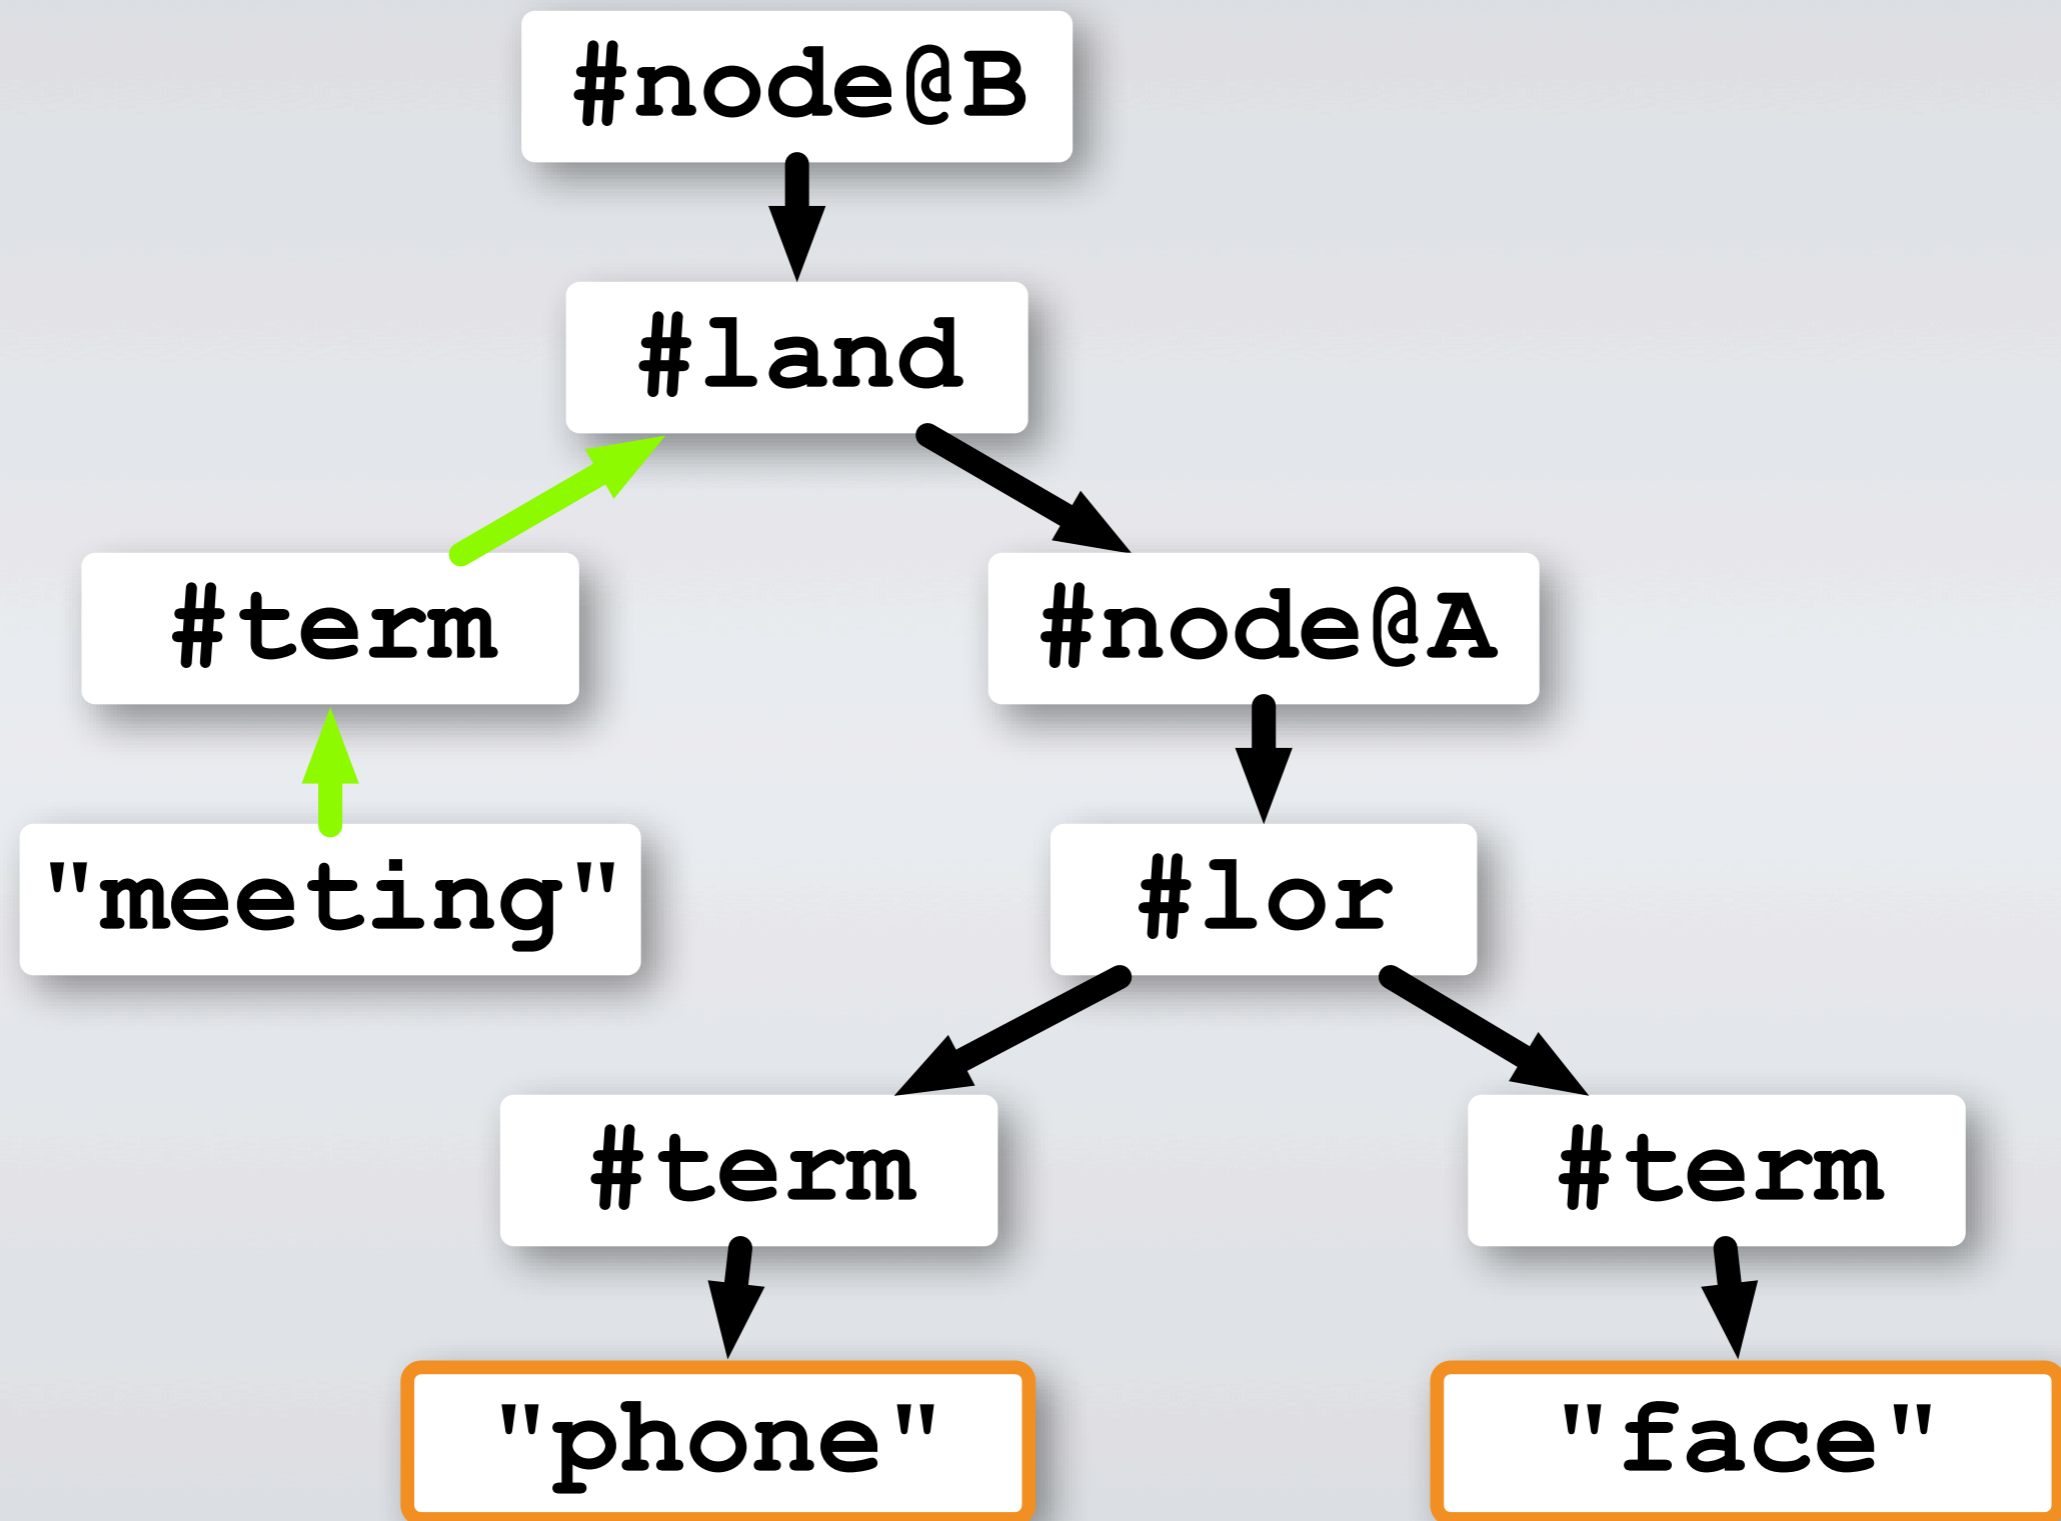 #node@B
#land
#term
#node@A
"meeting"
#lor
#term
#term
"phone"
"face"